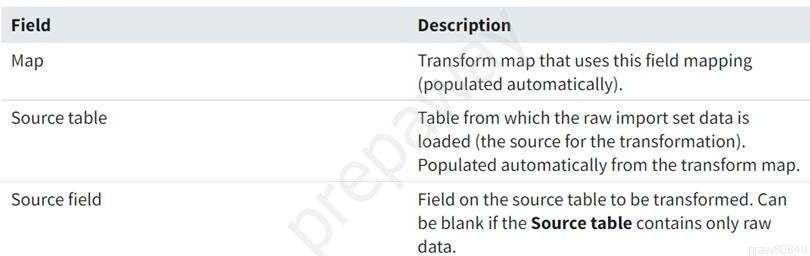 Field Description
Map Transform map that uses this field mapping
(populated automatically).
Source table Table from which the raw import set data is
loaded (the source for the transformation).
Populated automatically from the transform map.
Source field Field on the source table to be transformed. Can
be blank if the Source table contains only raw
data.
prepaway